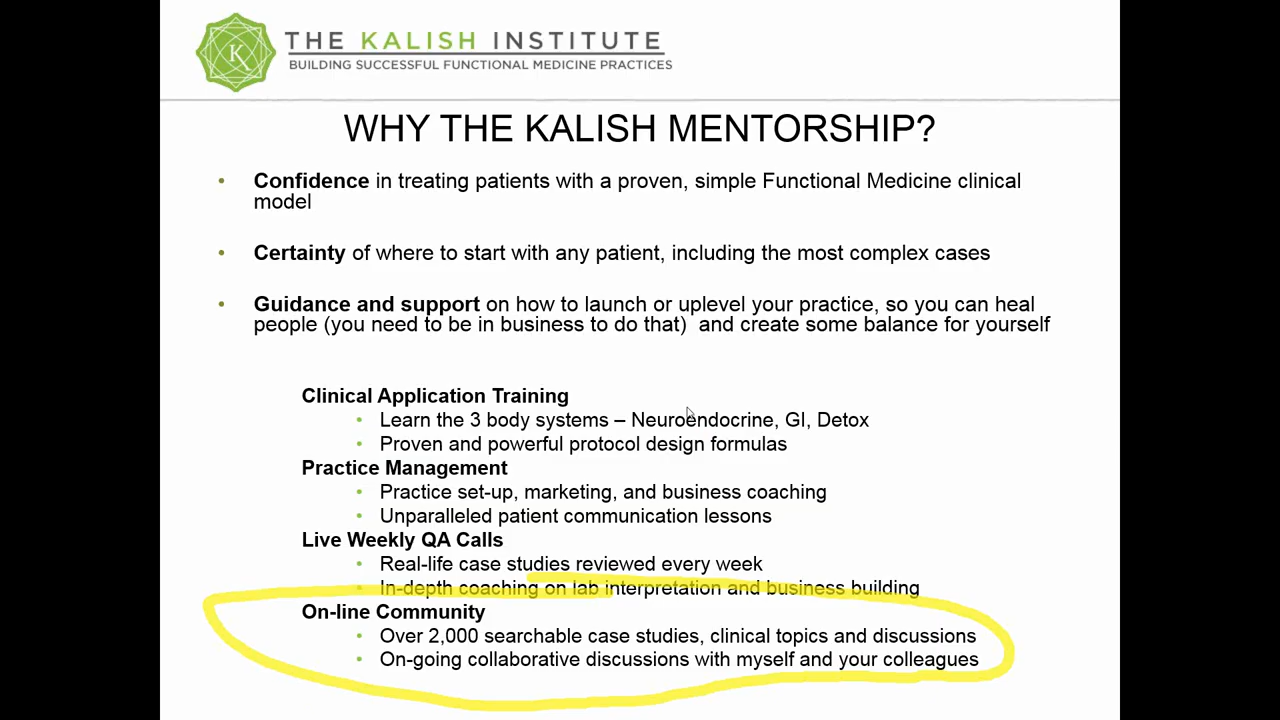 THE KALISH INSTITUTE
BUILDING SUCCESSFUL FUNCTIONAL MEDICINE PRACTICES
K
WHY THE KALISH MENTORSHIP?
• Confidence in treating patients with a proven, simple Functional Medicine clinical
model
• Certainty of where to start with any patient, including the most complex cases
• Guidance and support on how to launch or uplevel your practice, so you can heal
people (you need to be in business to do that)  and create some balance for yourself
Clinical Application Training
• Learn the 3 body systems – Neuroendocrine, GI, Detox
• Proven and powerful protocol design formulas
Practice Management
• Practice set-up, marketing, and business coaching
• Unparalleled patient communication lessons
Live Weekly QA Calls
• Real-life case studies reviewed every week
• In-depth coaching on lab interpretation and business building
On-line Community
• Over 2,000 searchable case studies, clinical topics and discussions
• On-going collaborative discussions with myself and your colleagues